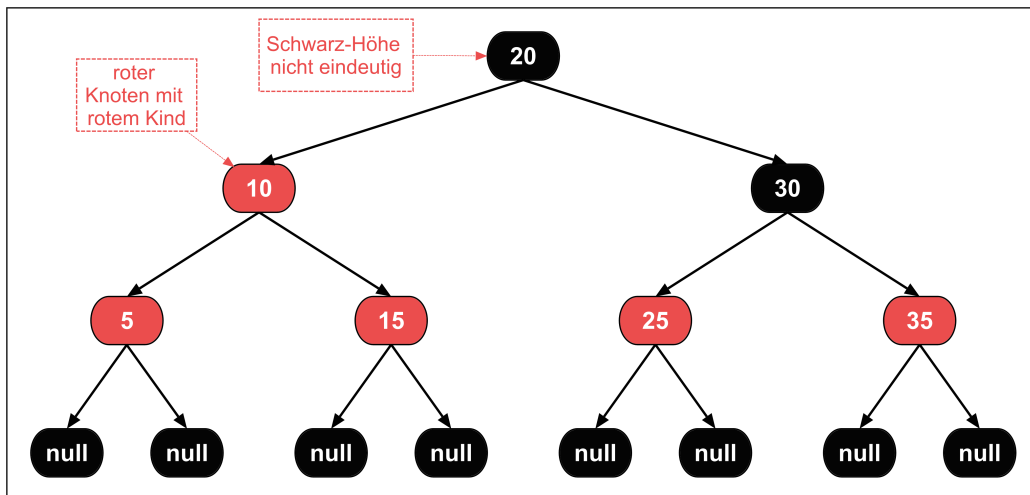 Schwarz-Höhe
nicht eindeutig
20
roter
Knoten mit
rotem Kind
10
30
5
15
25
35
null
null
null
null
null
null
null
null